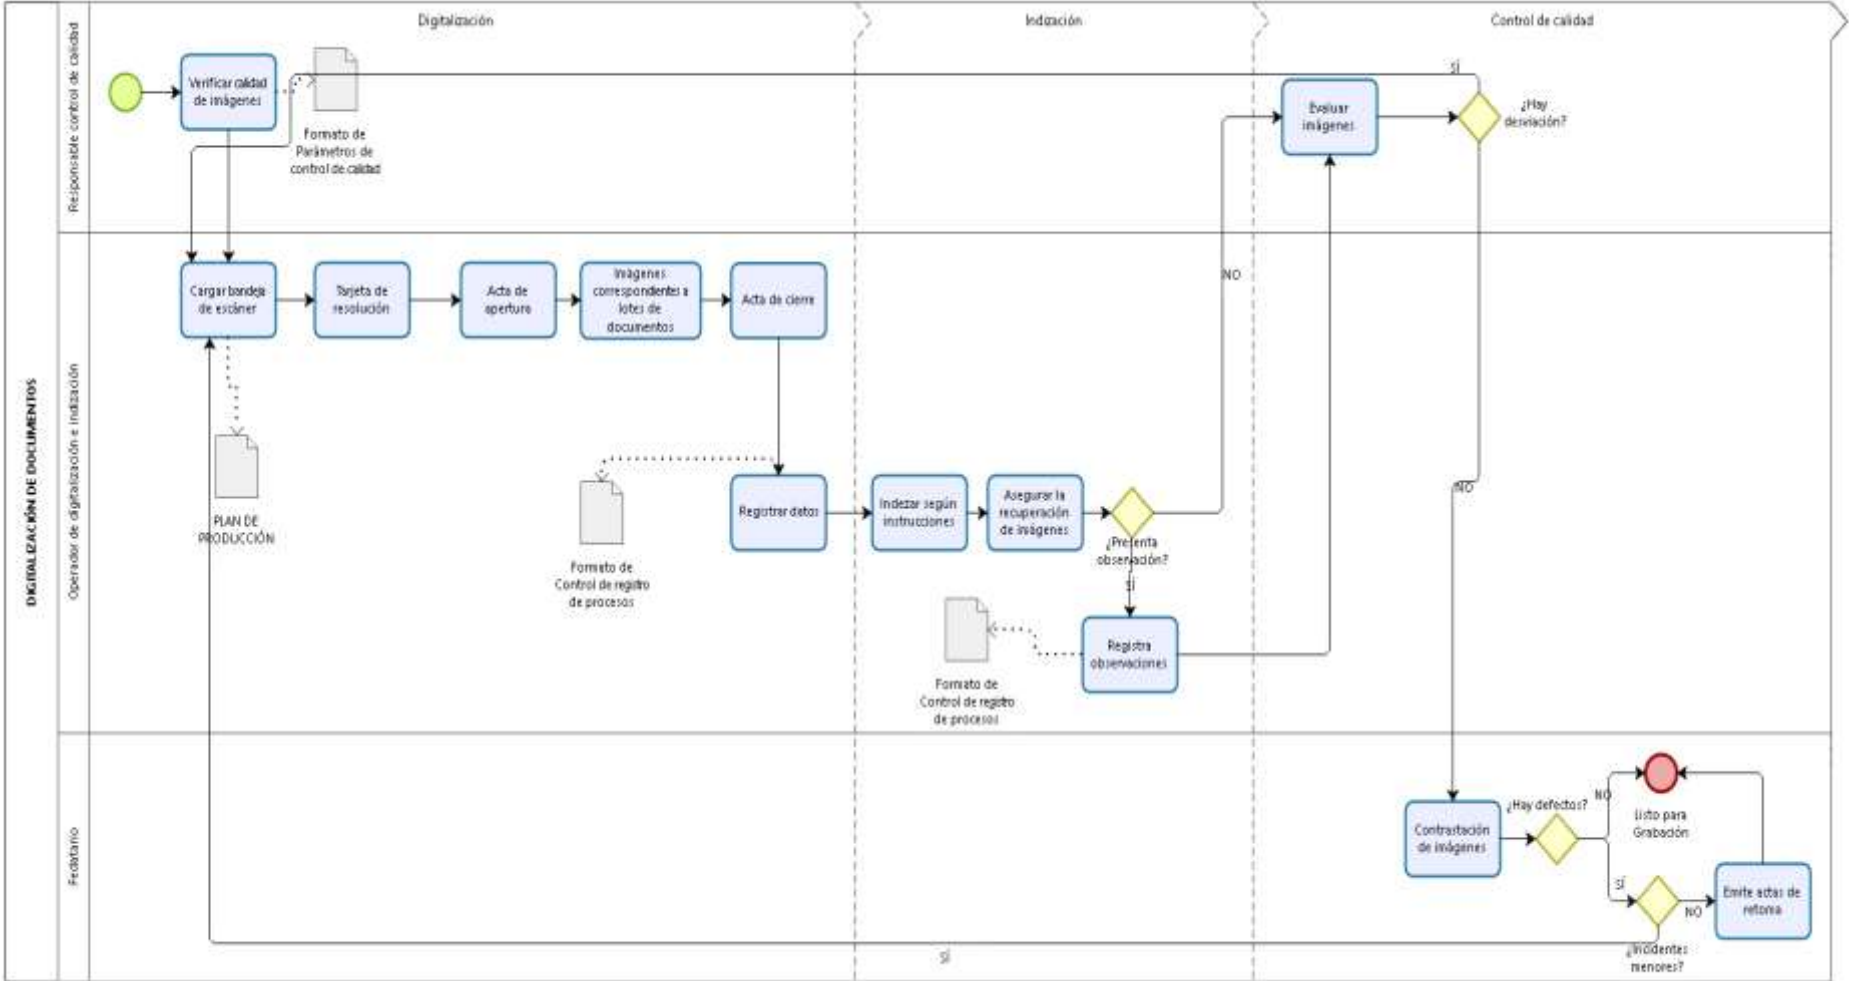 DIGITALIZACIÓN DE DOCUMENTOS
Digitalización
Indización
Control de calidad
Responsable control de calidad
Verificar calidad
de imágenes
Formato de
Parámetros de
control de calidad
Evaluar
imágenes
SÍ
¿Hay
desviación?
NO
NO
Operador de digitalización e indización
Cargar bandeja
de escáner
Tarjeta de
resolución
Acta de
apertura
Imágenes
correspondientes a
lotes de
documentos
Acta de cierre
PLAN DE
PRODUCCIÓN
Formato de
Control de registro
de procesos
Registrar datos
Indezar según
instrucciones
Asegurar la
recuperación
de imágenes
¿Presenta
observación?
SÍ
Formato de
Control de registro
de procesos
Registra
observaciones
Fedatario
Contrastación
de imágenes
¿Hay defectos?
NO
Listo para
Grabación
SÍ
NO
Emite actas de
retoma
¿Incidentes
menores?
SÍ